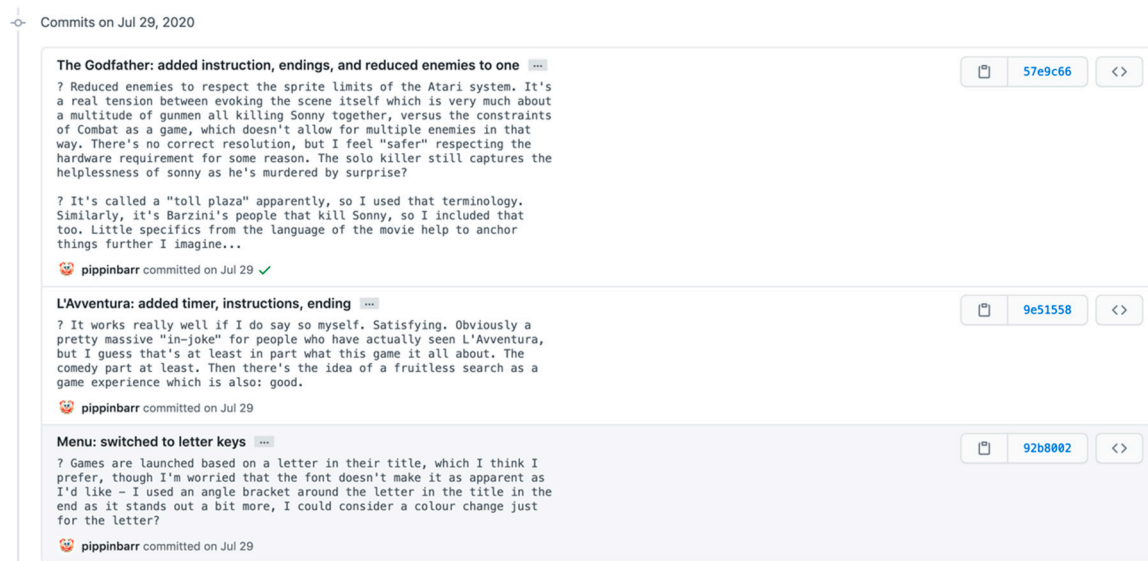 Commits on Jul 29, 2020
The Godfather: added instruction, endings, and reduced enemies to one ...
57e9c66
? Reduced enemies to respect the sprite limits of the Atari system. It's
a real tension between evoking the scene itself which is very much about
a multitude of gunmen all killing Sonny together, versus the constraints
of Combat as a game, which doesn't allow for multiple enemies in that
way. There's no correct resolution, but I feel "safer" respecting the
hardware requirement for some reason. The solo killer still captures the
helplessness of sonny as he's murdered by surprise?
? It's called a "toll plaza" apparently, so I used that terminology.
Similarly, it's Barzini's people that kill Sonny, so I included that
too. Little specifics from the language of the movie help to anchor
things further I imagine...
pippinbarr committed on Jul 29
L'Avventura: added timer, instructions, ending ...
9e51558
? It works really well if I do say so myself. Satisfying. Obviously a
pretty massive "in-joke" for people who have actually seen L'Avventura,
but I guess that's at least in part what this game it all about. The
comedy part at least. Then there's the idea of a fruitless search as a
game experience which is also: good.
pippinbarr committed on Jul 29
Menu: switched to letter keys ...
92b8002
? Games are launched based on a letter in their title, which I think I
prefer, though I'm worried that the font doesn't make it as apparent as
I'd like – I used an angle bracket around the letter in the title in the
end as it stands out a bit more, I could consider a colour change just
for the letter?
pippinbarr committed on Jul 29